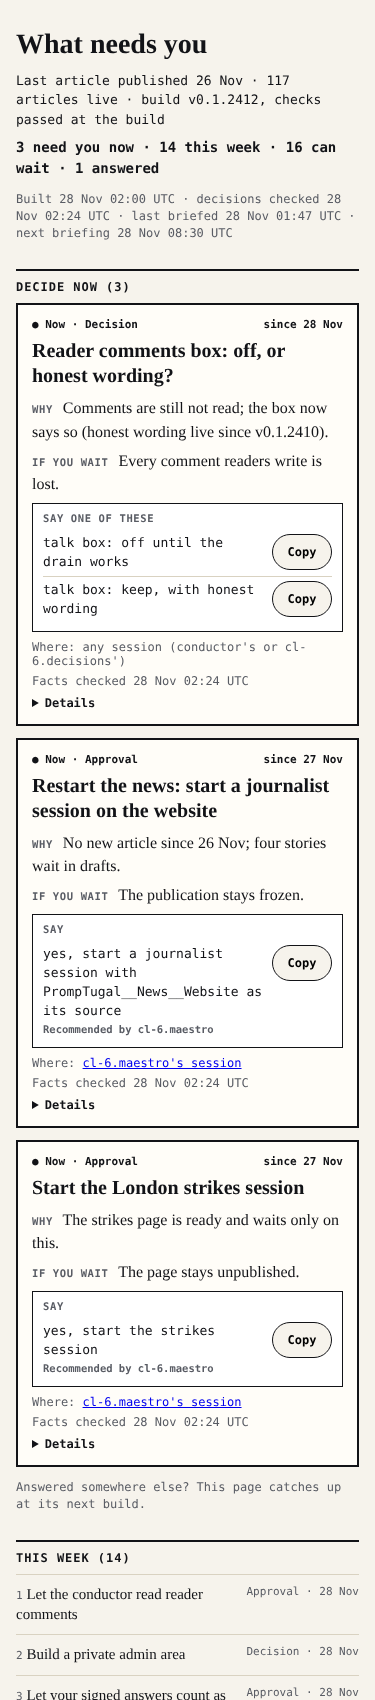 What needs you
Last article published 26 Nov · 117
articles live · build v0.1.2412, checks
passed at the build
3 need you now · 14 this week · 16 can
wait · 1 answered
Built 28 Nov 02:00 UTC · decisions checked 28
Nov 02:24 UTC · last briefed 28 Nov 01:47 UTC ·
next briefing 28 Nov 08:30 UTC
DECIDE NOW (3)
● Now · Decision since 28 Nov
Reader comments box: off, or
honest wording?
WHY Comments are still not read; the box now
says so (honest wording live since v0.1.2410).
IF YOU WAIT Every comment readers write is
lost.
SAY ONE OF THESE
talk box: off until the
drain works
Copy
talk box: keep, with honest
wording
Copy
Where: any session (conductor's or cl-
6.decisions')
Facts checked 28 Nov 02:24 UTC
▶ Details
● Now · Approval since 27 Nov
Restart the news: start a journalist
session on the website
WHY No new article since 26 Nov; four stories
wait in drafts.
IF YOU WAIT The publication stays frozen.
SAY
yes, start a journalist
session with
PrompTugal__News__Website as
its source
Copy
Recommended by cl-6.maestro
Where: cl-6.maestro's session
Facts checked 28 Nov 02:24 UTC
▶ Details
● Now · Approval since 27 Nov
Start the London strikes session
WHY The strikes page is ready and waits only on
this.
IF YOU WAIT The page stays unpublished.
SAY
yes, start the strikes
session
Copy
Recommended by cl-6.maestro
Where: cl-6.maestro's session
Facts checked 28 Nov 02:24 UTC
▶ Details
Answered somewhere else? This page catches up
at its next build.
THIS WEEK (14)
1 Let the conductor read reader
comments
Approval · 28 Nov
2 Build a private admin area Decision · 28 Nov
3 Let your signed answers count as Approval · 28 Nov